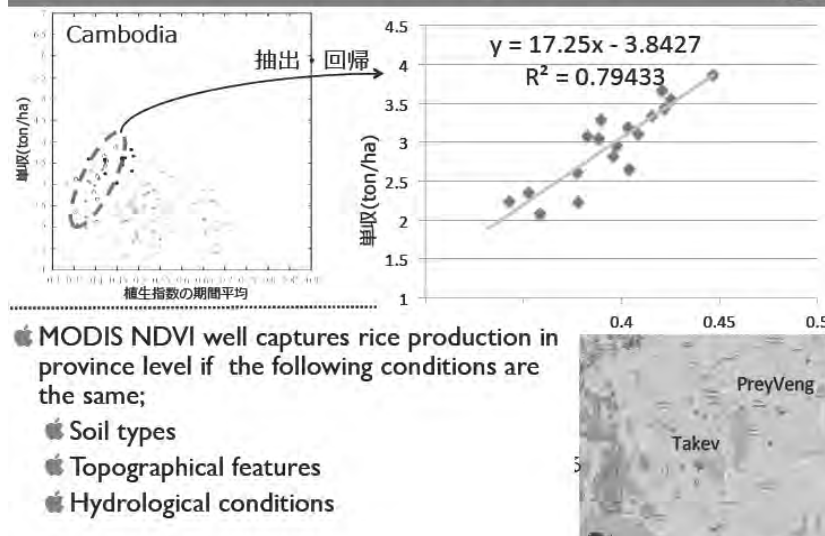 Cambodia
抽出・回帰
単収(ton/ha)
植生指数の期間平均
y = 17.25x - 3.8427
R² = 0.79433
4.5
4
3.5
3
2.5
2
1.5
1
単収(ton/ha)
0.4 0.45 0.5
MODIS NDVI well captures rice production in
province level if the following conditions are
the same;
Soil types
Topographical features
Hydrological conditions
PreyVeng
Takev